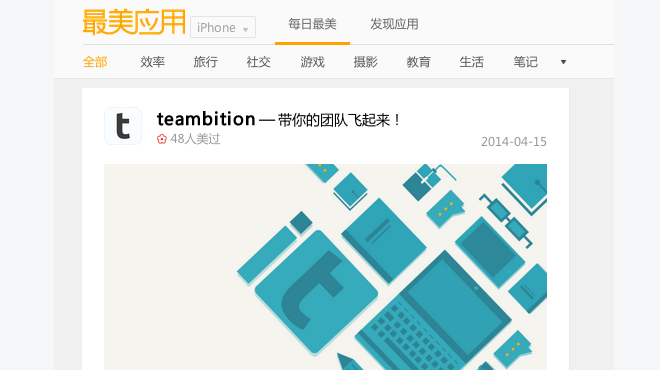 最美应用 iPhone 每日最美 发现应用
全部 效率 旅行 社交 游戏 摄影 教育 生活 笔记
teambition — 带你的团队飞起来！
48人美过
2014-04-15